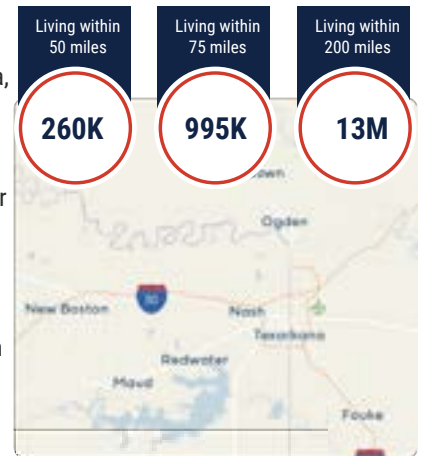 Living within
50 miles
Living within
75 miles
Living within
200 miles
260K
995K
13M
Ogden
New Boston
30
Nash
Texarkana
Redwater
Maud
Fouke